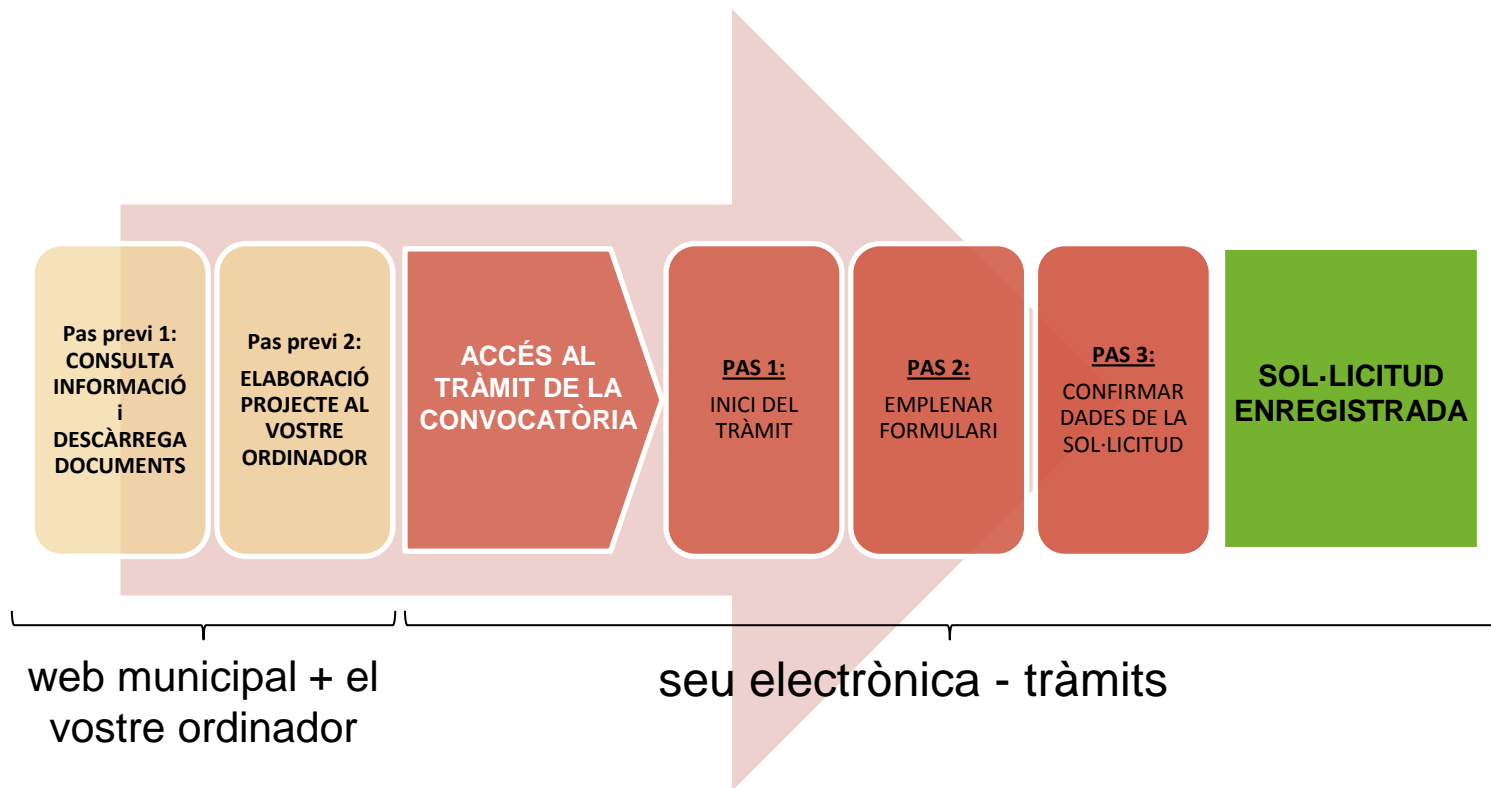 Pas previ 1:
CONSULTA
INFORMACIÓ
i
DESCÀRREGA
DOCUMENTS
Pas previ 2:
ELABORACIÓ
PROJECTE AL
VOSTRE
ORDINADOR
ACCÉS AL
TRÀMIT DE LA
CONVOCATÒRIA
PAS 1:
INICI DEL
TRÀMIT
PAS 2:
EMPLENAR
FORMULARI
PAS 3:
CONFIRMAR
DADES DE LA
SOL·LICITUD
SOL·LICITUD
ENREGISTRADA
web municipal + el
vostre ordinador
seu electrònica - tràmits